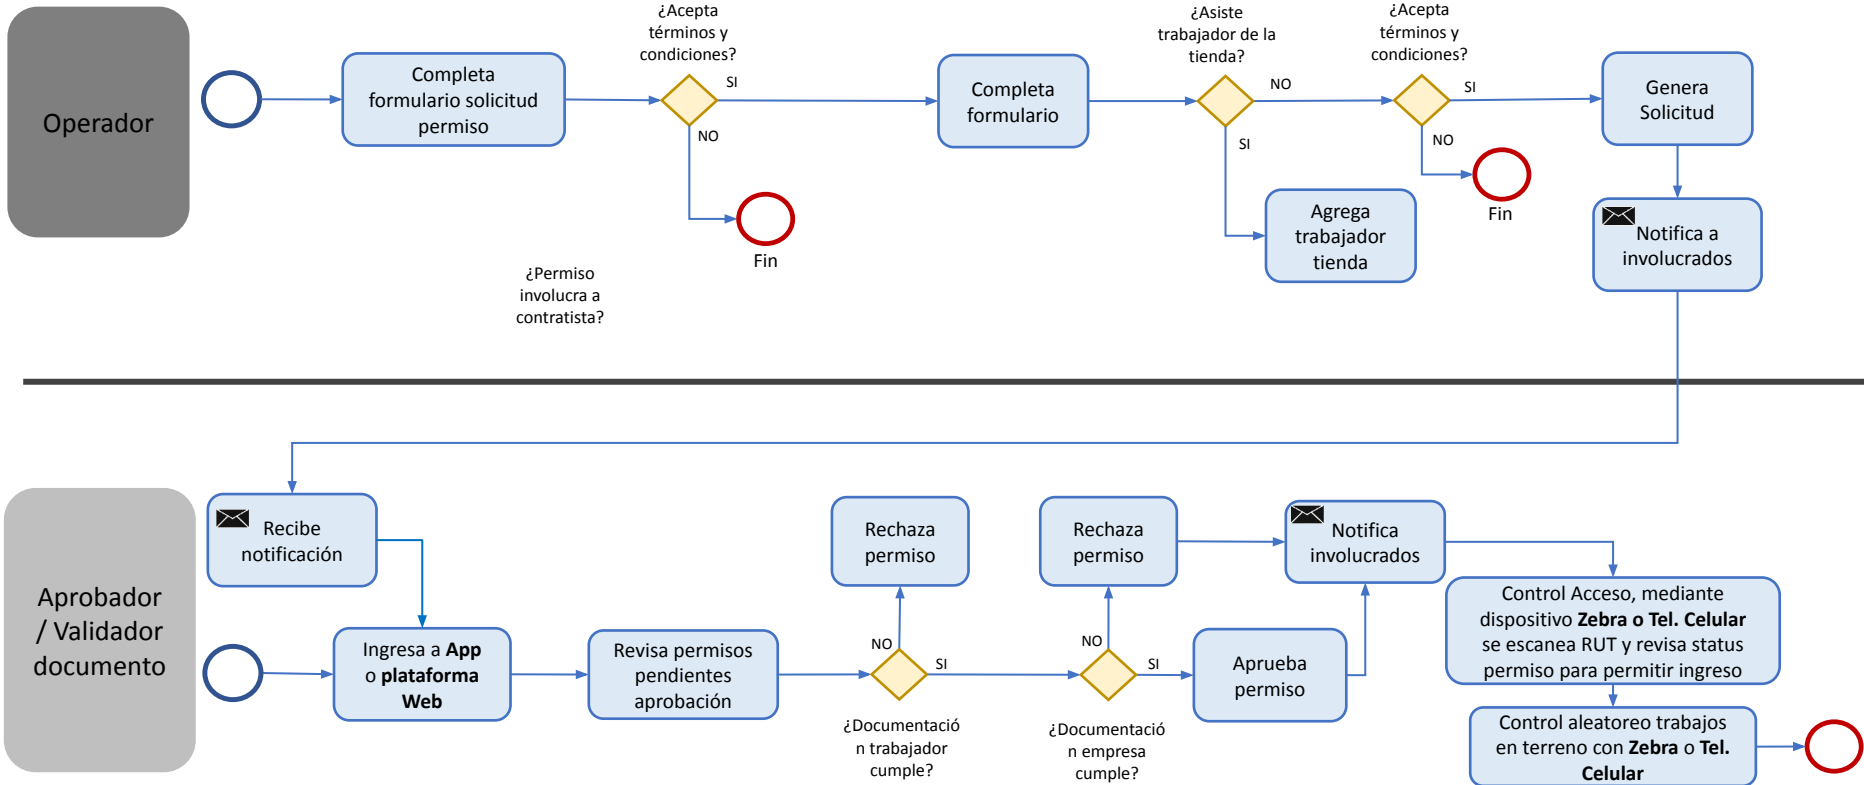 ¿Acepta
términos y
condiciones?
¿Asiste
trabajador de la
tienda?
¿Acepta
términos y
condiciones?
Operador
Completa
formulario solicitud
permiso
SI
NO
Fin
Completa
formulario
NO
SI
Agrega
trabajador
tienda
SI
NO
Fin
Genera
Solicitud
Notifica a
involucrados
¿Permiso
involucra a
contratista?
Aprobador
/ Validador
documento
Recibe
notificación
Ingresa a App
o plataforma
Web
Revisa permisos
pendientes
aprobación
Rechaza
permiso
NO
SI
¿Documentació
n trabajador
cumple?
Rechaza
permiso
NO
SI
¿Documentació
n empresa
cumple?
Aprueba
permiso
Notifica
involucrados
Control Acceso, mediante
dispositivo Zebra o Tel. Celular
se escanea RUT y revisa status
permiso para permitir ingreso
Control aleatoreo trabajos
en terreno con Zebra o Tel.
Celular